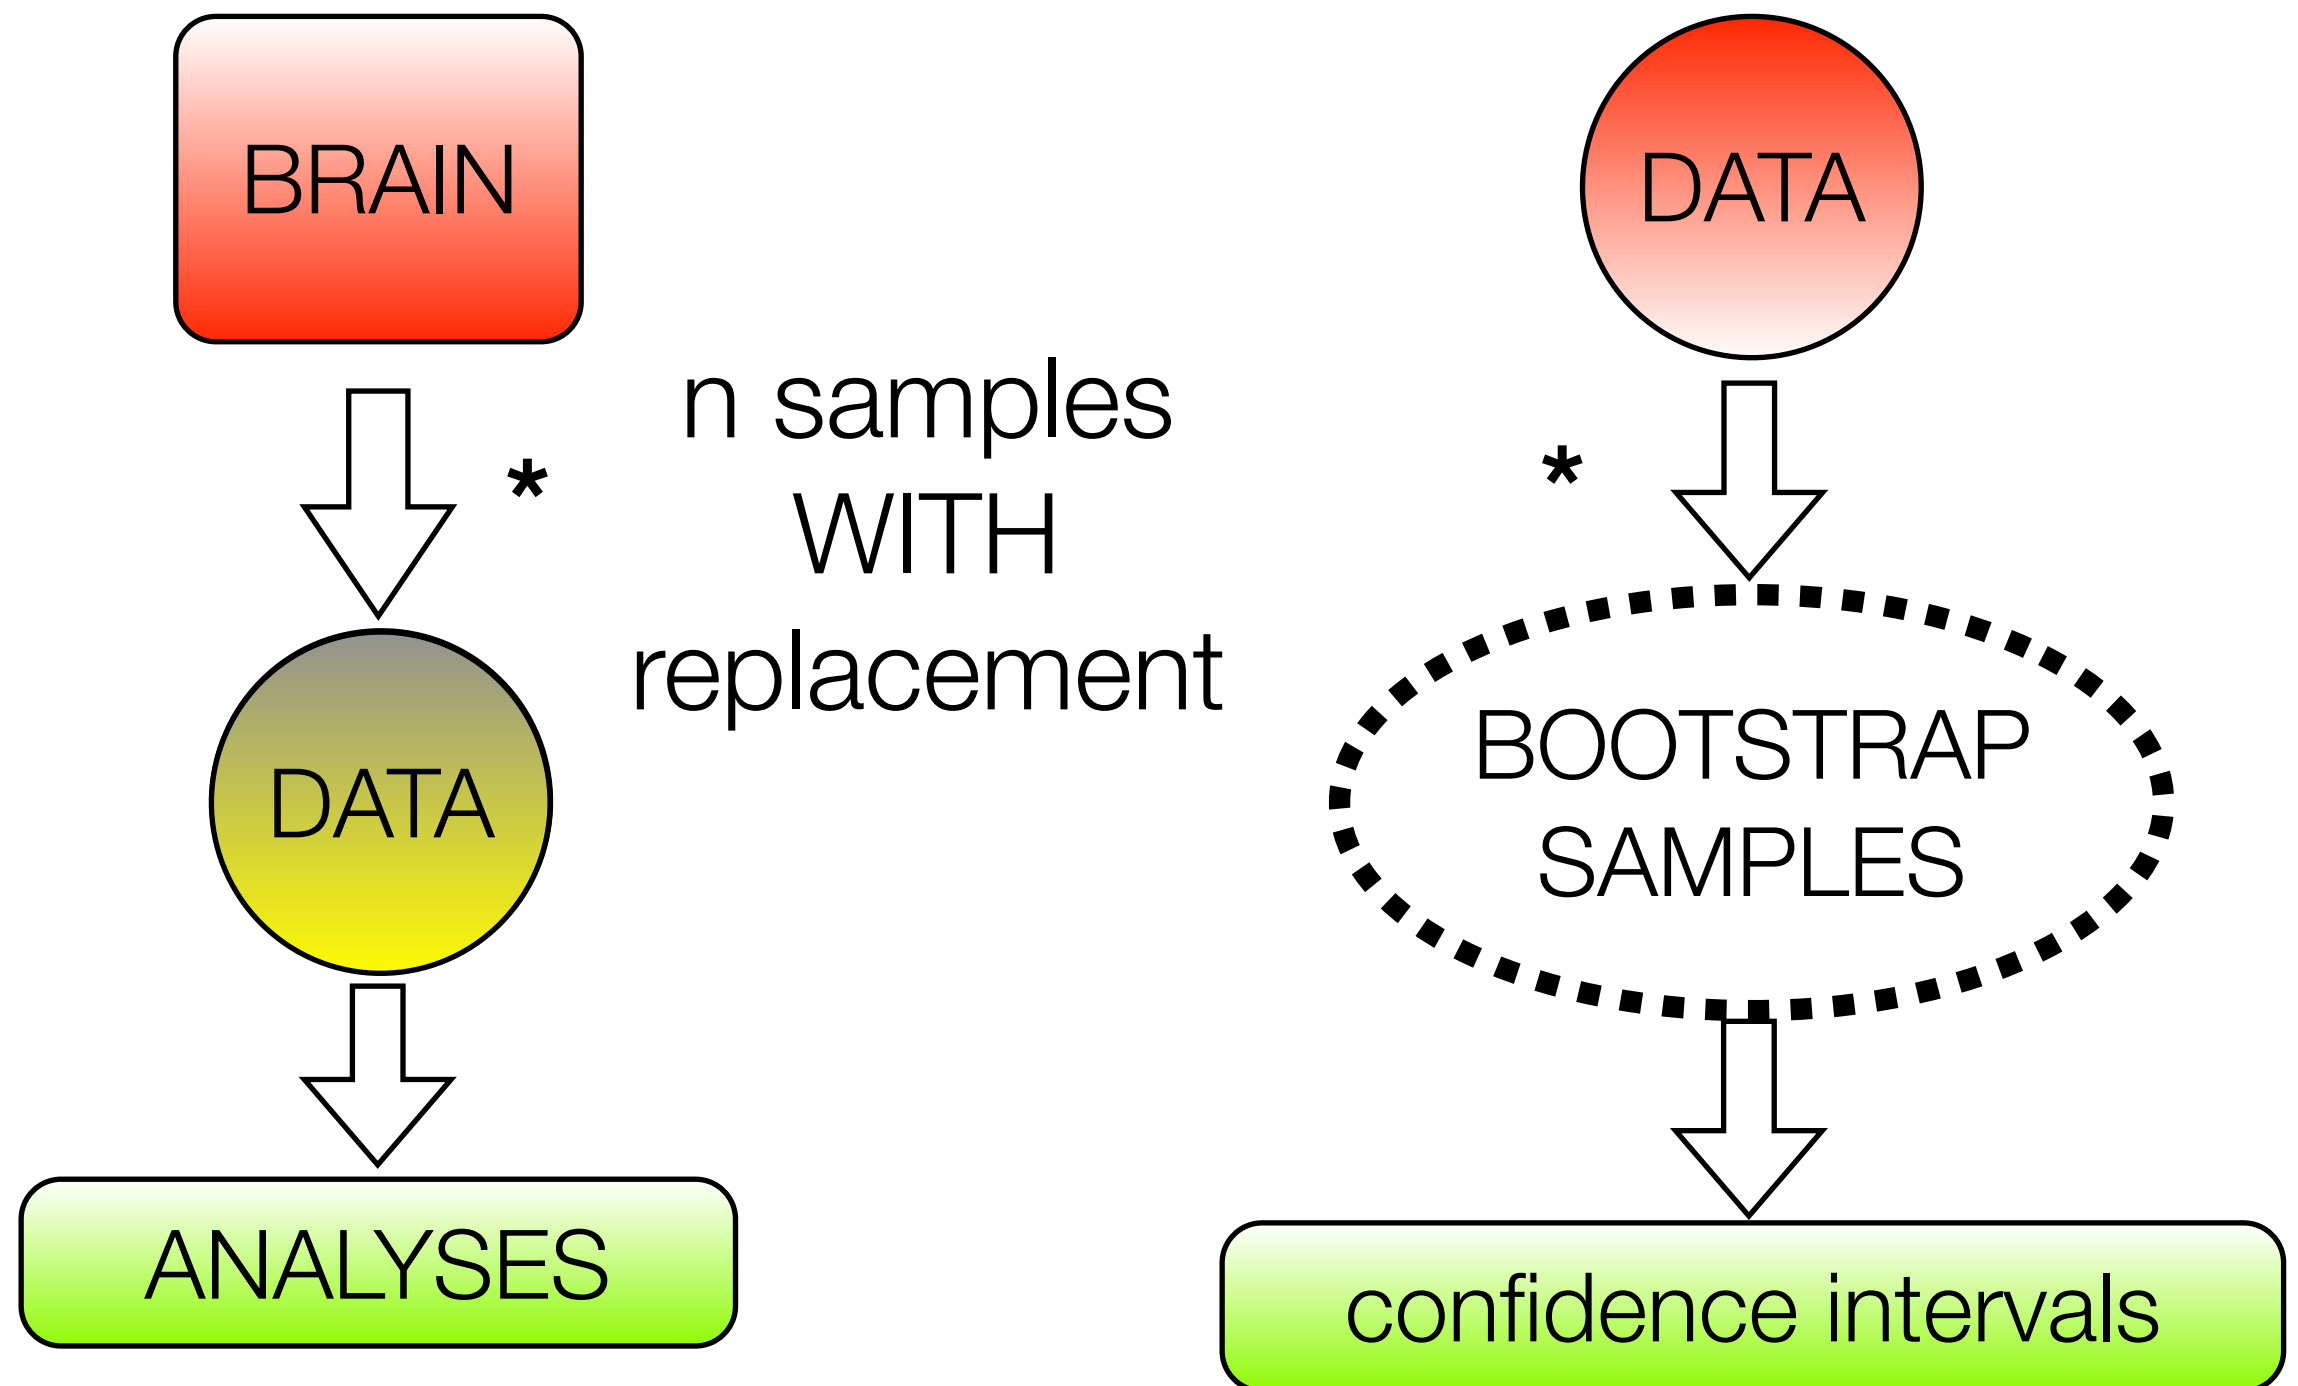 BRAIN
*
DATA
ANALYSES
n samples
WITH
replacement
DATA
*
BOOTSTRAP
SAMPLES
confidence intervals